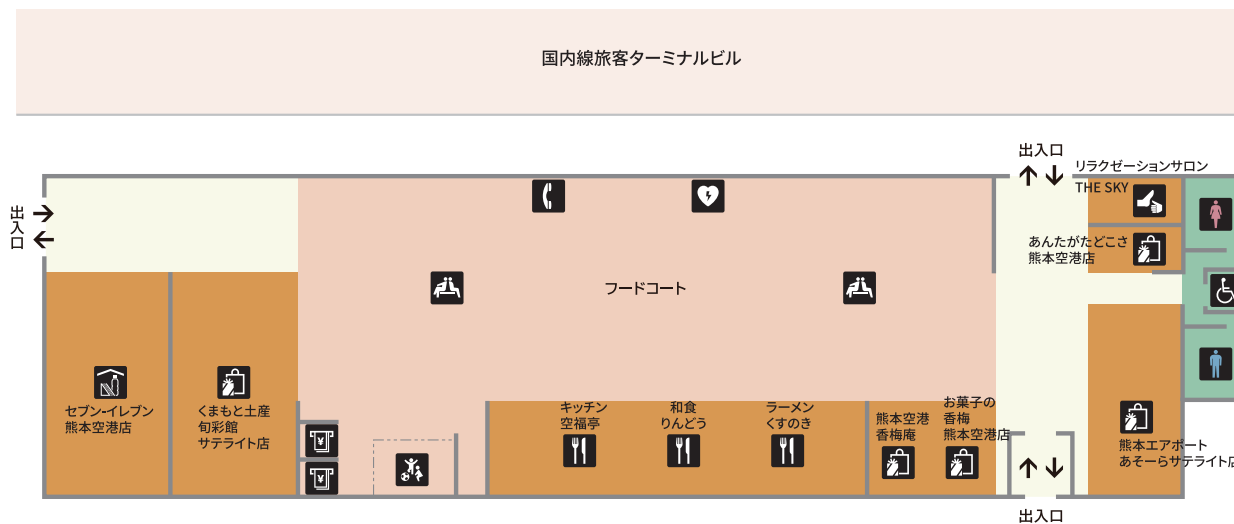 国内線旅客ターミナルビル
出入口
リラクゼーションサロン
THE SKY
出入口
あんたがたどこさ
熊本空港店
フードコート
セブン-イレブン
熊本空港店
くまもと土産
旬彩館
サテライト店
¥
¥
キッチン
空福亭
和食
りんどう
ラーメン
くすのき
熊本空港
香梅庵
お菓子の
香梅
熊本空港店
熊本エアポート
あそーらサテライト店
出入口